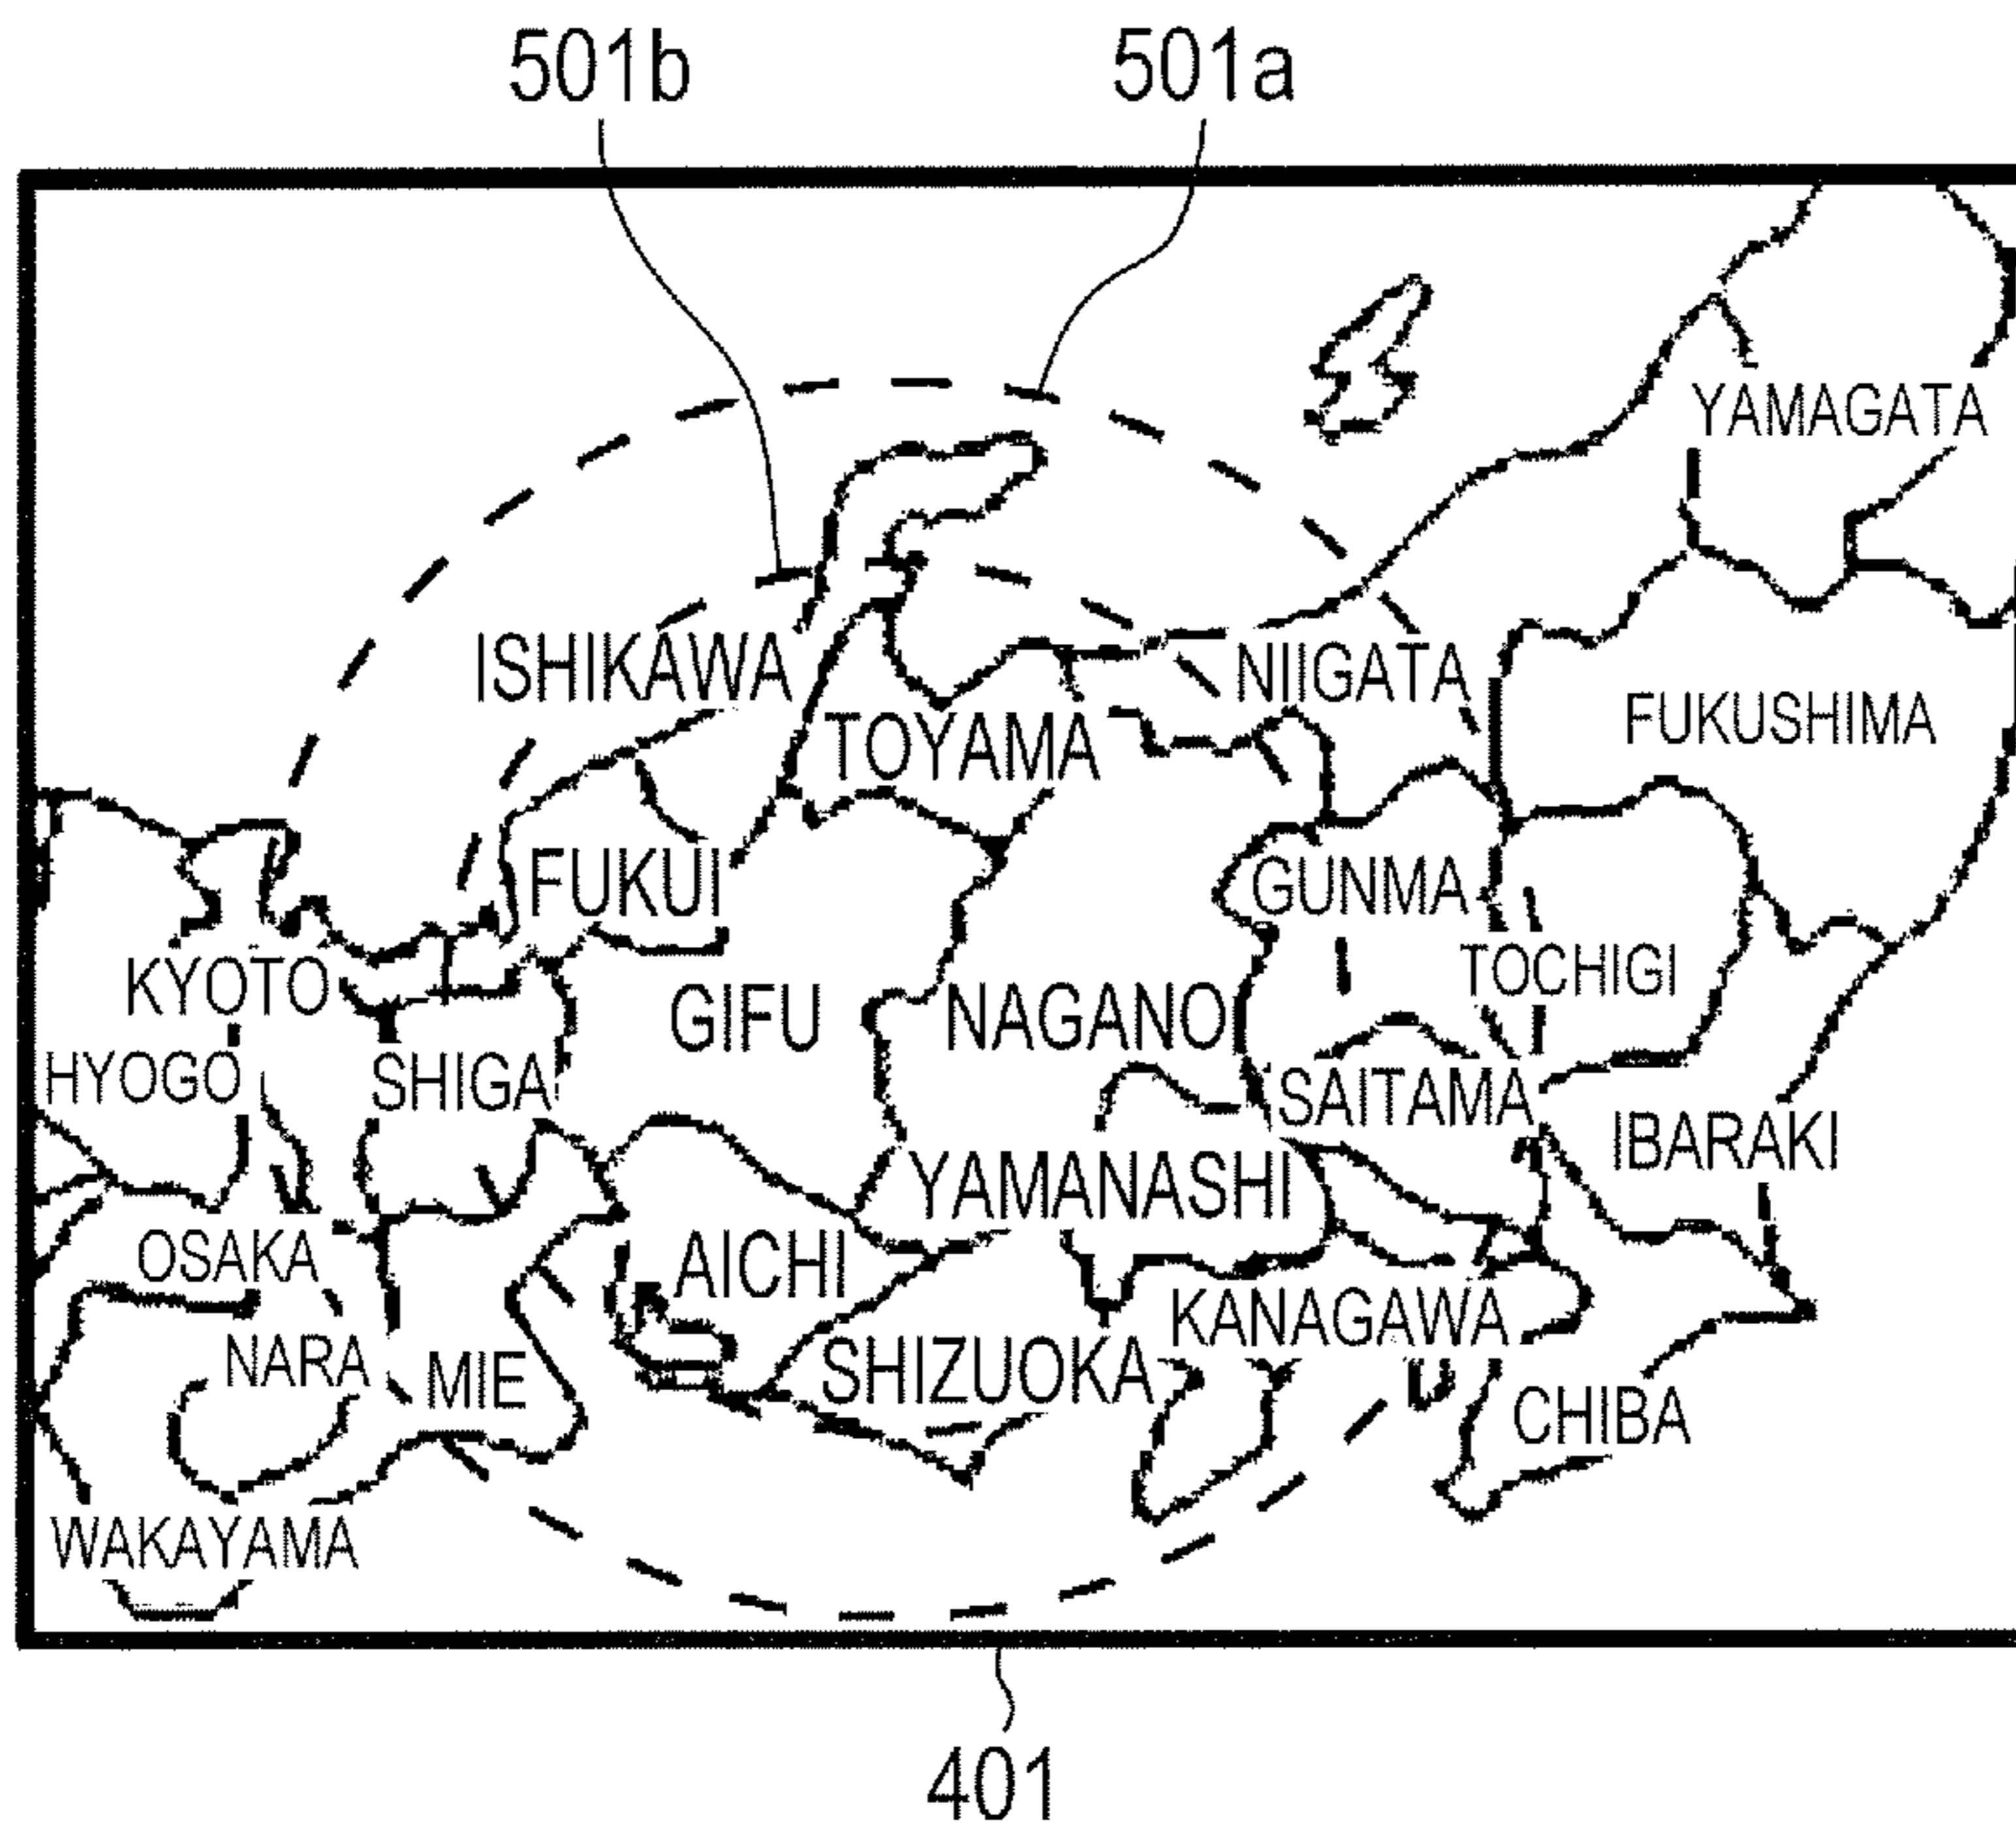 501b
501a
YAMAGATA
ISHIKAWA
NIIGATA
FUKUSHIMA
TOYAMA
FUKUI
GUNMA
TOCHIGI
KYOTO
GIFU
NAGANO
HYOGO
SHIGA
SAITAMA
IBARAKI
YAMANASHI
OSAKA
AICHI
KANAGAWA
NARA
MIE
SHIZUOKA
CHIBA
WAKAYAMA
401